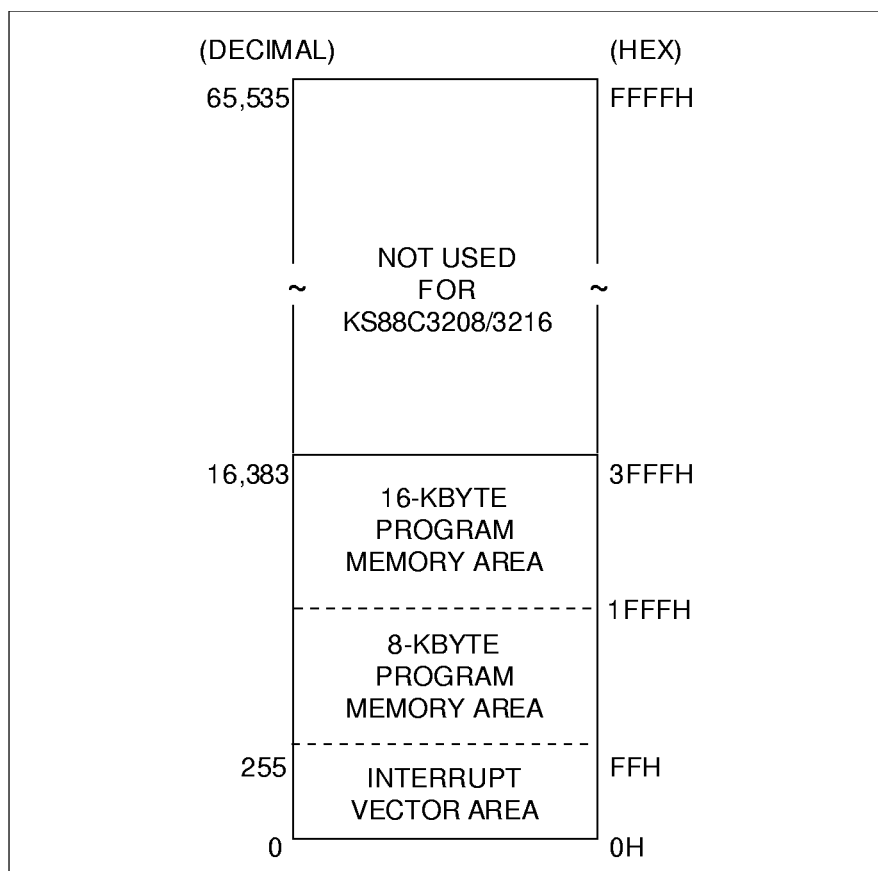 (DECIMAL) (HEX)
65,535 FFFFH
NOT USED
~ FOR ~
KS88C3208/3216
16,383 3FFFH
16-KBYTE
PROGRAM
MEMORY AREA
1FFFH
8-KBYTE
PROGRAM
MEMORY AREA
255 FFH
INTERRUPT
VECTOR AREA
0 0H